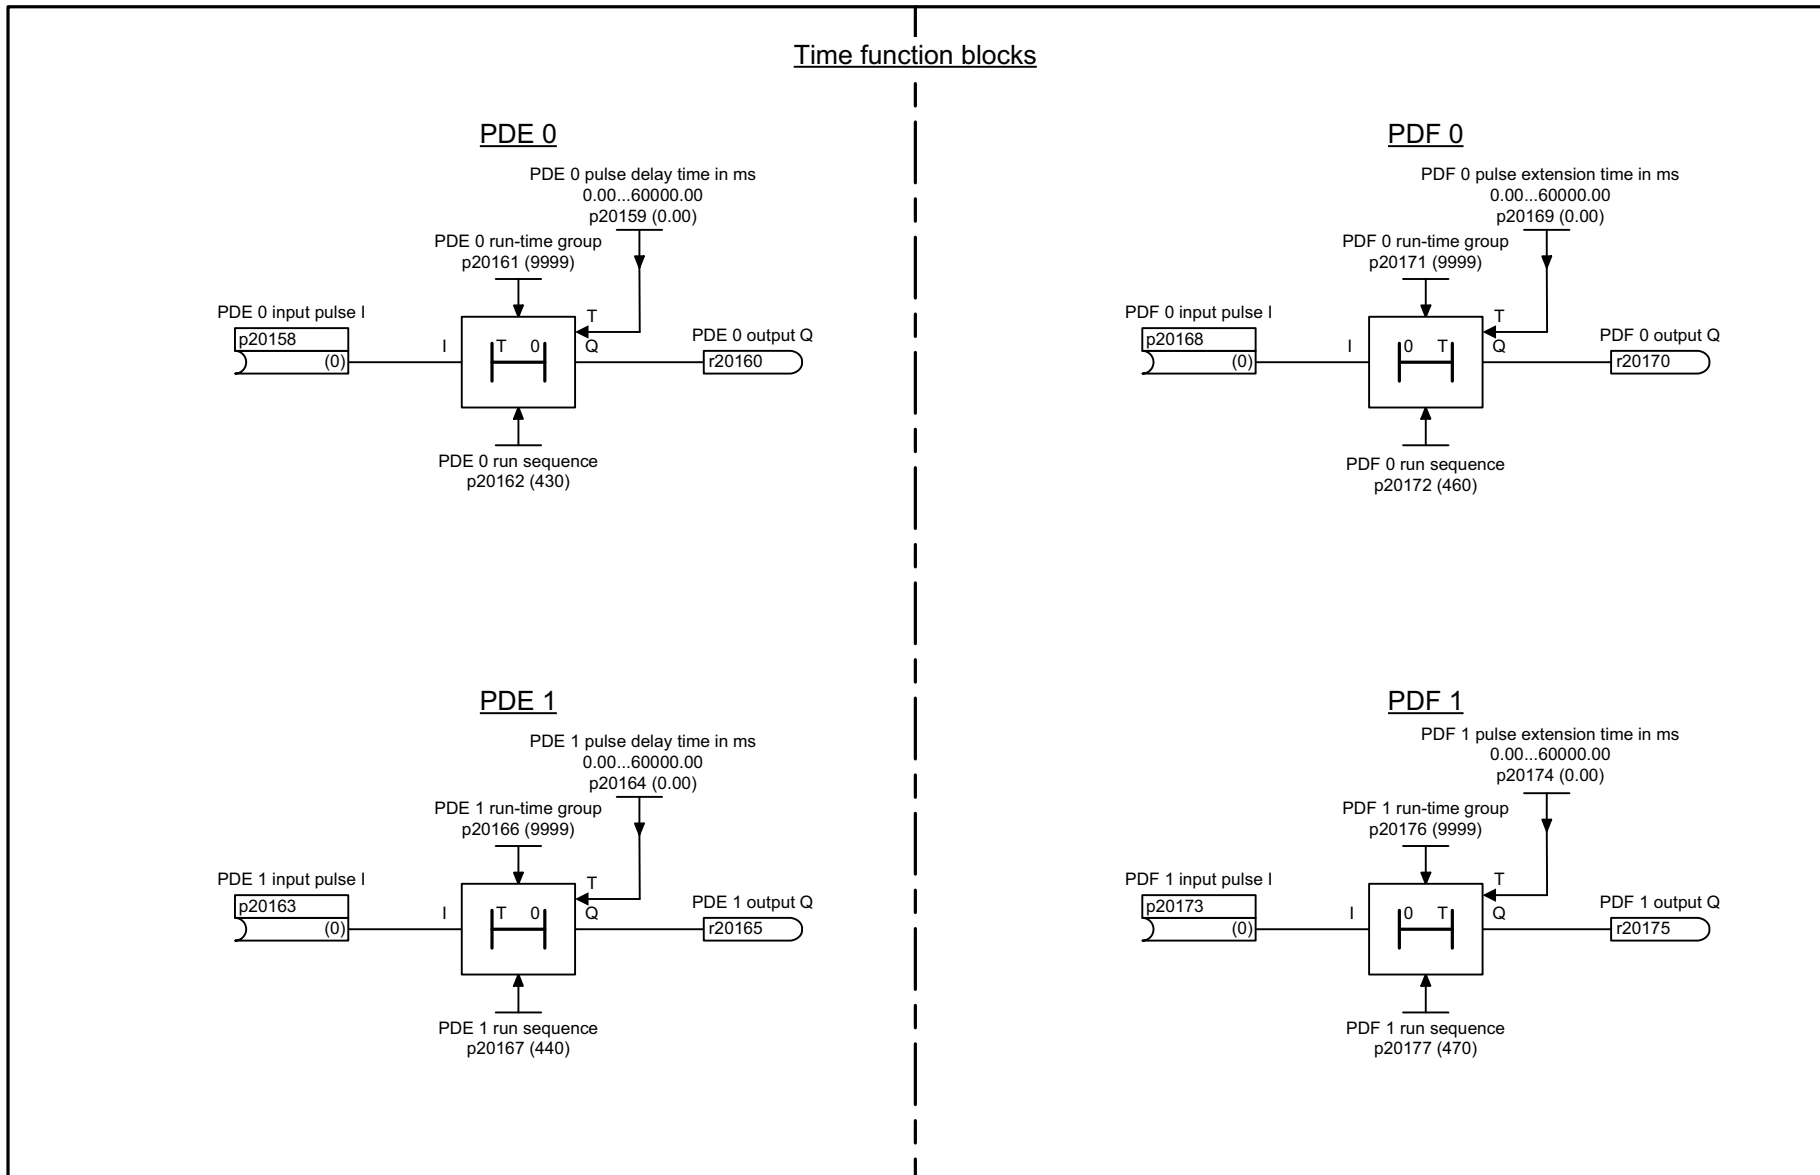 Time function blocks
PDE 0
PDE 0 pulse delay time in ms
0.00...60000.00
p20159 (0.00)
PDE 0 run-time group
p20161 (9999)
PDE 0 input pulse I
p20158
(0)
I
T 0
T
Q
PDE 0 output Q
r20160
PDE 0 run sequence
p20162 (430)
PDF 0
PDF 0 pulse extension time in ms
0.00...60000.00
p20169 (0.00)
PDF 0 run-time group
p20171 (9999)
PDF 0 input pulse I
p20168
(0)
I
0 T
T
Q
PDF 0 output Q
r20170
PDF 0 run sequence
p20172 (460)
PDE 1
PDE 1 pulse delay time in ms
0.00...60000.00
p20164 (0.00)
PDE 1 run-time group
p20166 (9999)
PDE 1 input pulse I
p20163
(0)
I
T 0
T
Q
PDE 1 output Q
r20165
PDE 1 run sequence
p20167 (440)
PDF 1
PDF 1 pulse extension time in ms
0.00...60000.00
p20174 (0.00)
PDF 1 run-time group
p20176 (9999)
PDF 1 input pulse I
p20173
(0)
I
0 T
T
Q
PDF 1 output Q
r20175
PDF 1 run sequence
p20177 (470)